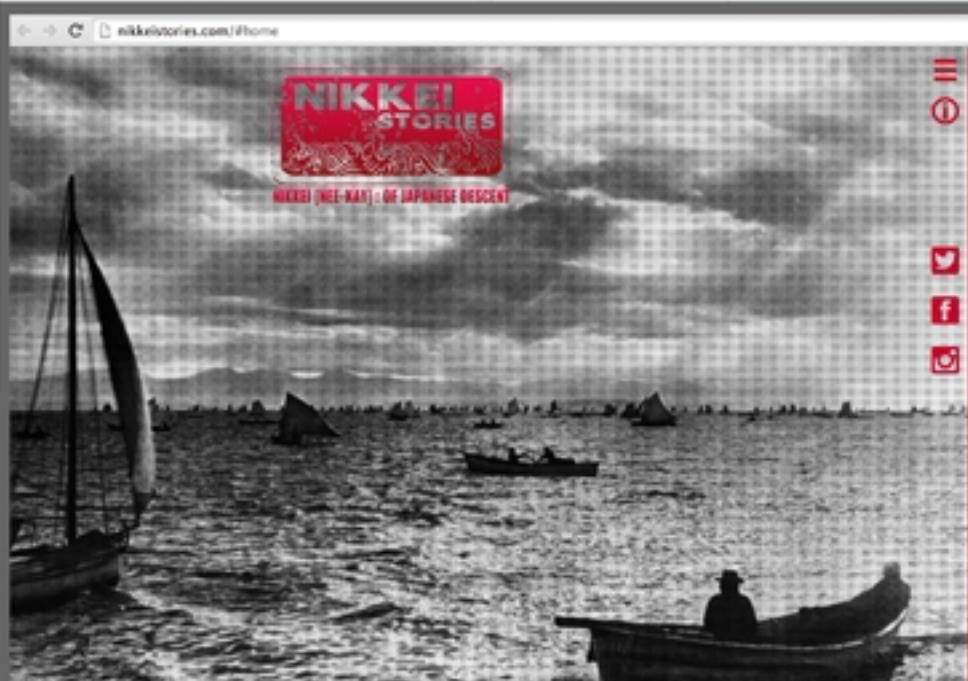 nikkeistories.com/#home
NIKKEI
STORIES
NIKKEI [NEE-KAY] : OF JAPANESE DESCENT